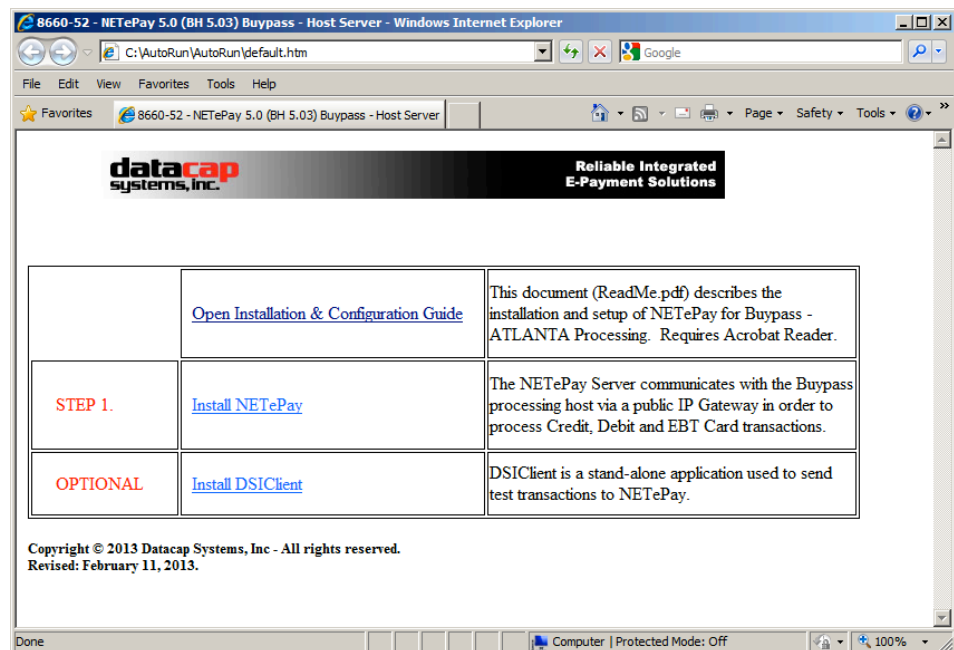 8660-52 - NETePay 5.0 (BH 5.03) Buypass - Host Server - Windows Internet Explorer
C:\AutoRun\AutoRun\default.htm
Google
File Edit View Favorites Tools Help
Favorites
8660-52 - NETePay 5.0 (BH 5.03) Buypass - Host Server
Page Safety Tools
datacap
systems, inc.
Reliable Integrated
E-Payment Solutions
Open Installation & Configuration Guide
This document (ReadMe.pdf) describes the
installation and setup of NETePay for Buypass -
ATLANTA Processing. Requires Acrobat Reader.
STEP 1.
Install NETePay
The NETePay Server communicates with the Buypass
processing host via a public IP Gateway in order to
process Credit, Debit and EBT Card transactions.
OPTIONAL
Install DSIClient
DSIClient is a stand-alone application used to send
test transactions to NETePay.
Copyright © 2013 Datacap Systems, Inc - All rights reserved.
Revised: February 11, 2013.
Done
Computer | Protected Mode: Off
100%